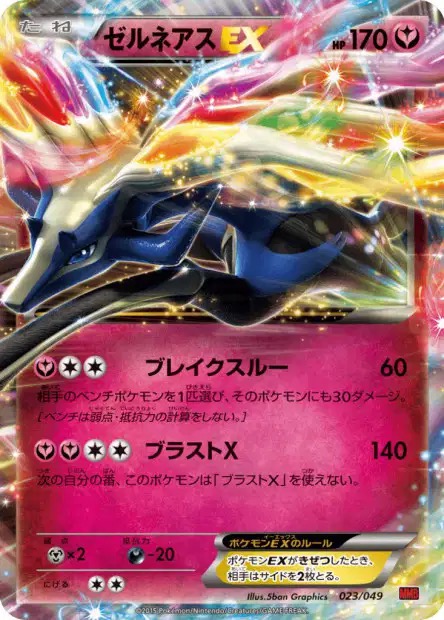 たね
ゼルネアスEX
HP170
ブレイクスルー 60
相手のベンチポケモンを1匹選び、そのポケモンにも30ダメージ。
[ベンチは弱点・抵抗力の計算をしない。]
ブラストX 140
次の自分の番、このポケモンは「ブラストX」を使えない。
弱点 抵抗力
×2 -20
にげる
ポケモンEXのルール
ポケモンEXがきぜつしたとき、
相手はサイドを2枚とる。
Illus.5ban Graphics 023/049 MMB
©2015 Pokémon/Nintendo/Creatures/GAME FREAK.